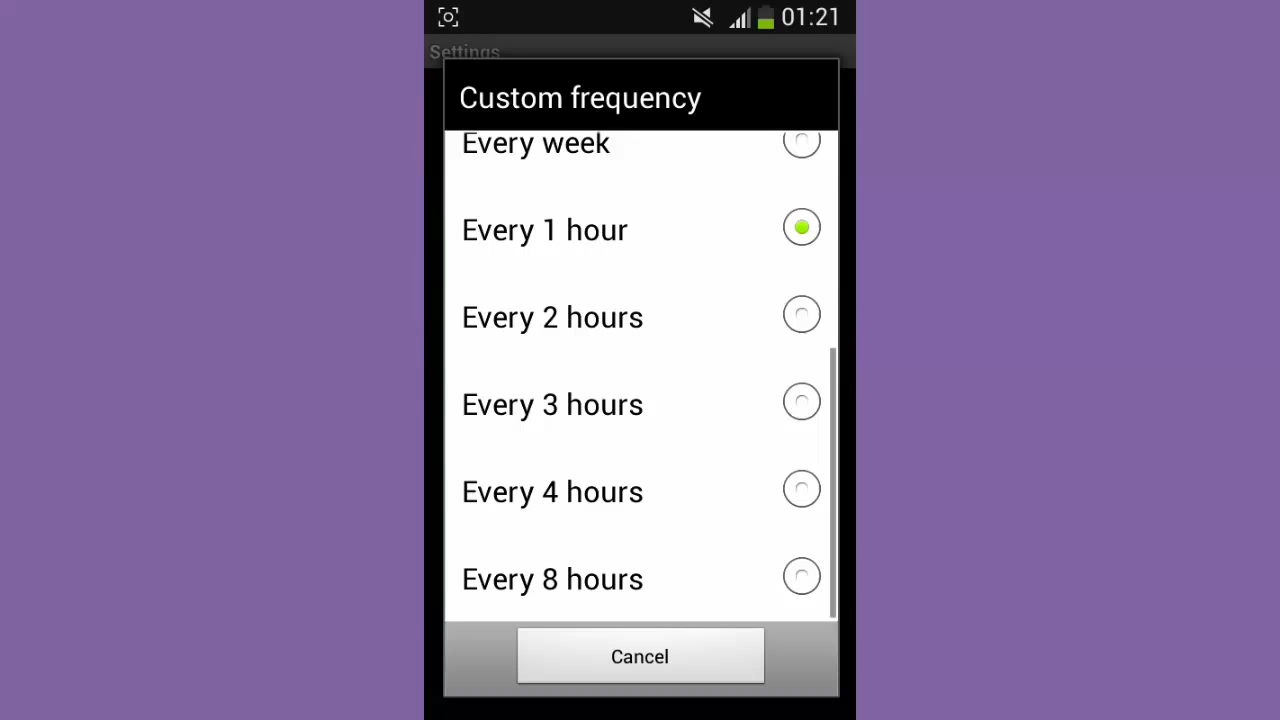 01:21
Settings
Custom frequency
Every week
Every 1 hour
Every 2 hours
Every 3 hours
Every 4 hours
Every 8 hours
Cancel